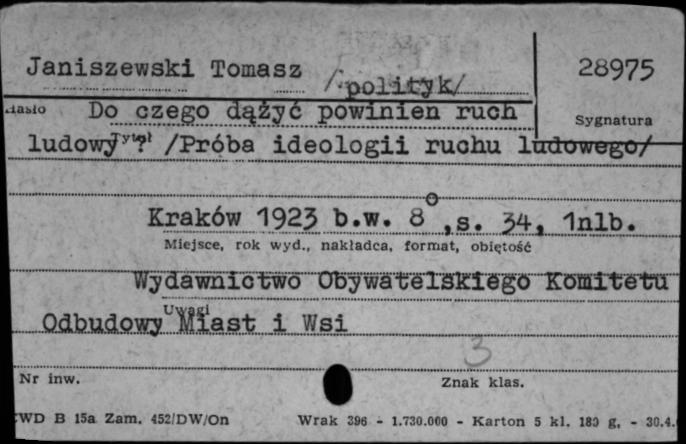 Janiszewski Tomasz /polityk/ 28975
Hasło Do czego dążyć powinien ruch Sygnatura
ludowy? Tytuł /Próba ideologii ruchu ludowego/
Kraków 1923 b.w. 8°, s. 34, 1nlb.
Miejsce, rok wyd., nakładca, format, objętość
Wydawnictwo Obywatelskiego Komitetu
Uwagi
Odbudowy Miast i Wsi
3
Nr inw. Znak klas.
WD B 15a Zam. 452/DW/On Wrak 396 - 1.730.000 - Karton 5 kl. 180 g. - 30.4.